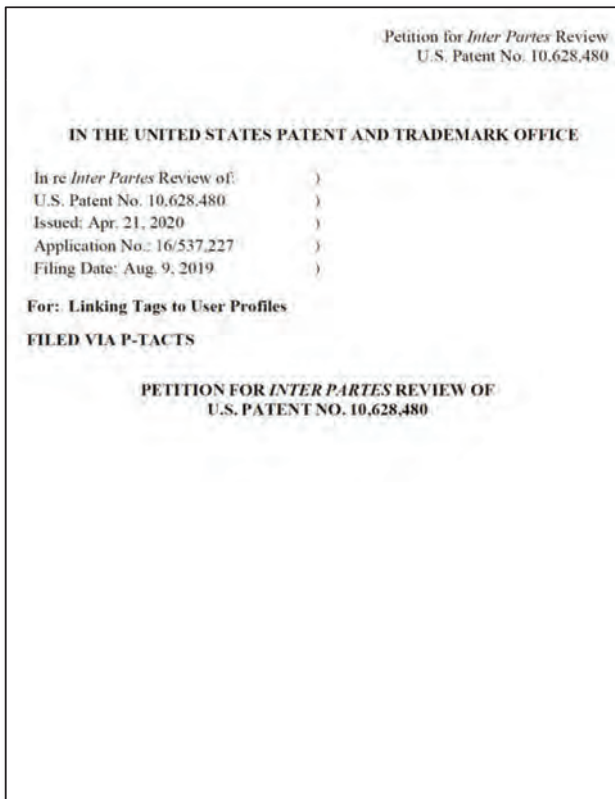 Petition for Inter Partes Review
U.S. Patent No. 10,628,480
IN THE UNITED STATES PATENT AND TRADEMARK OFFICE
In re Inter Partes Review of: )
U.S. Patent No. 10,628,480 )
Issued: Apr. 21, 2020 )
Application No.: 16/537,227 )
Filing Date: Aug. 9, 2019 )
For: Linking Tags to User Profiles
FILED VIA P-TACTS
PETITION FOR INTER PARTES REVIEW OF
U.S. PATENT NO. 10,628,480